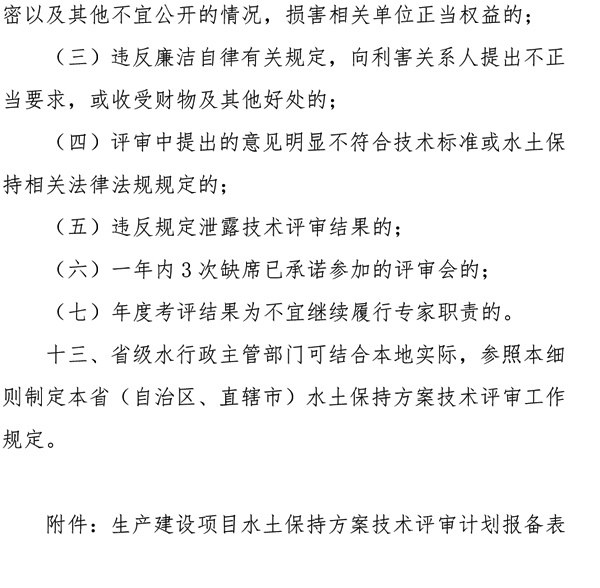 密以及其他不宜公开的情况，损害相关单位正当权益的；
（三）违反廉洁自律有关规定，向利害关系人提出不正
当要求，或收受财物及其他好处的；
（四）评审中提出的意见明显不符合技术标准或水土保
持相关法律法规规定的；
（五）违反规定泄露技术评审结果的；
（六）一年内 3 次缺席已承诺参加的评审会的；
（七）年度考评结果为不宜继续履行专家职责的。
十三、省级水行政主管部门可结合本地实际，参照本细
则制定本省（自治区、直辖市）水土保持方案技术评审工作
规定。
附件：生产建设项目水土保持方案技术评审计划报备表